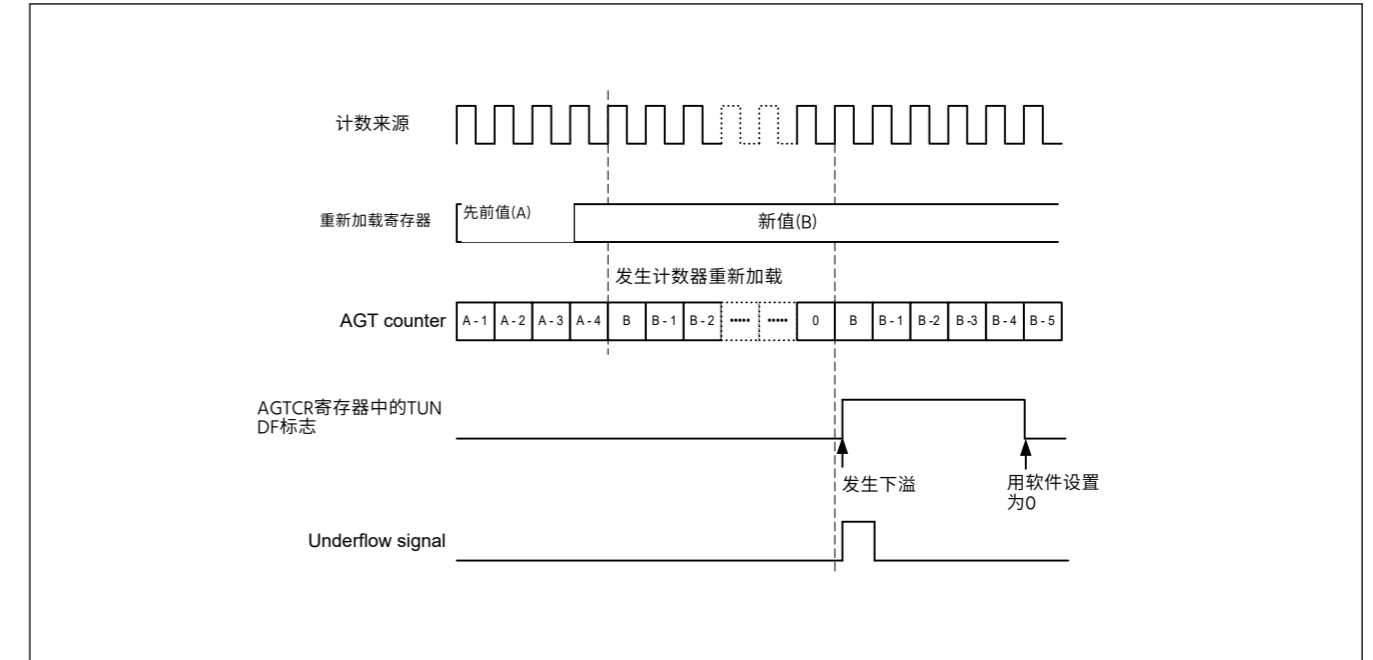 计数来源
重新加载寄存器
先前值(A)
新值(B)
发生计数器重新加载
AGT counter
A - 1 A - 2 A - 3 A - 4 B B - 1 B - 2 ••••• ••••• 0 B B - 1 B -2 B -3 B - 4 B - 5
AGTCR寄存器中的TUN
DF标志
发生下溢
用软件设置
为0
Underflow signal